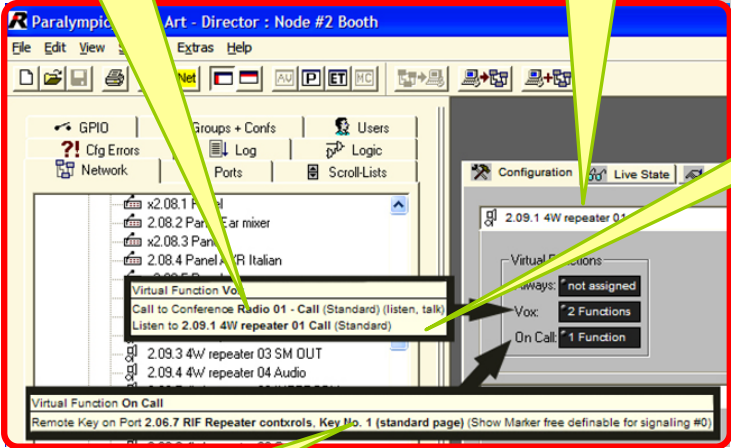 Paralympic Art - Director : Node #2 Booth
File Edit View Extras Help
Net AU P ET MC
GPIO Groups + Confs Users
Cfg Errors Log Logic
Network Ports Scroll-Lists
Configuration Live State
x2.08.1
2.08.2 Ear mixer
x2.08.3
2.08.4 Panel Italian
2.09.1 4W repeater 01
Virtual
not assigned
Vox: 2 Functions
On Call: 1 Function
Virtual Function Vox
Call to Conference Radio 01 - Call (Standard) (listen, talk)
Listen to 2.09.1 4W repeater 01 Call (Standard)
2.09.3 4W repeater 03 SM OUT
2.09.4 4W repeater 04 Audio
Virtual Function On Call
Remote Key on Port 2.06.7 RIF Repeater contxrols, Key No. 1 (standard page) (Show Marker free definable for signaling #0)